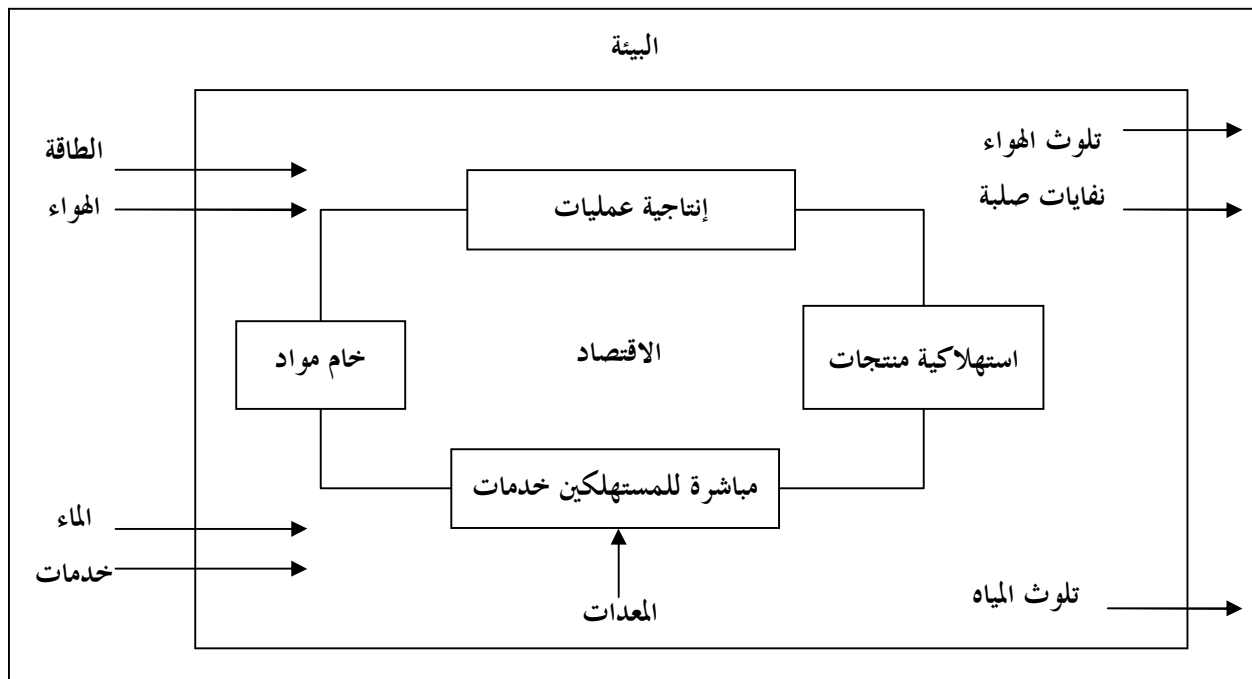 البيئة
الطاقة
تلوث الهواء
الهواء
إنتاجية عمليات
نفايات صلبة
خام مواد
الاقتصاد
استهلاكية منتجات
مباشرة للمستهلكين خدمات
الماء
خدمات
المعدات
تلوث المياه